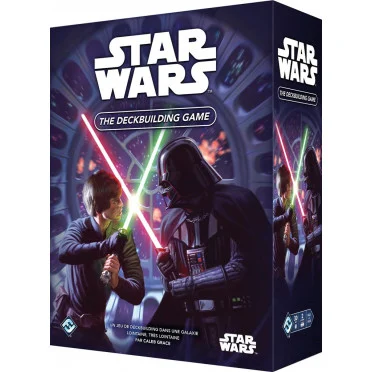 STAR
WARS
THE DECKBUILDING GAME
UN JEU DE DECKBUILDING DANS UNE GALAXIE
LOINTAINE, TRÈS LOINTAINE
PAR CALEB GRACE
STAR
WARS
STAR WARS
THE DECKBUILDING GAME